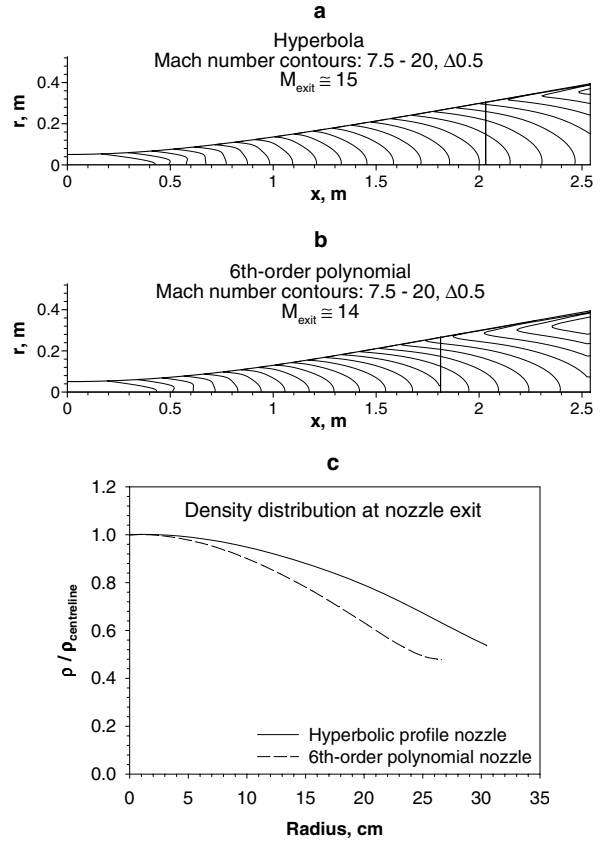 a
Hyperbola
Mach number contours: 7.5 - 20, Δ0.5
M_exit ≅ 15
r, m
0.4
0.2
0
0 0.5 1 1.5 2 2.5
x, m
b
6th-order polynomial
Mach number contours: 7.5 - 20, Δ0.5
M_exit ≅ 14
r, m
0.4
0.2
0
0 0.5 1 1.5 2 2.5
x, m
c
Density distribution at nozzle exit
ρ / ρ_centreline
1.2
1.0
0.8
0.6
0.4
0.2
0.0
Hyperbolic profile nozzle
6th-order polynomial nozzle
0 5 10 15 20 25 30 35
Radius, cm